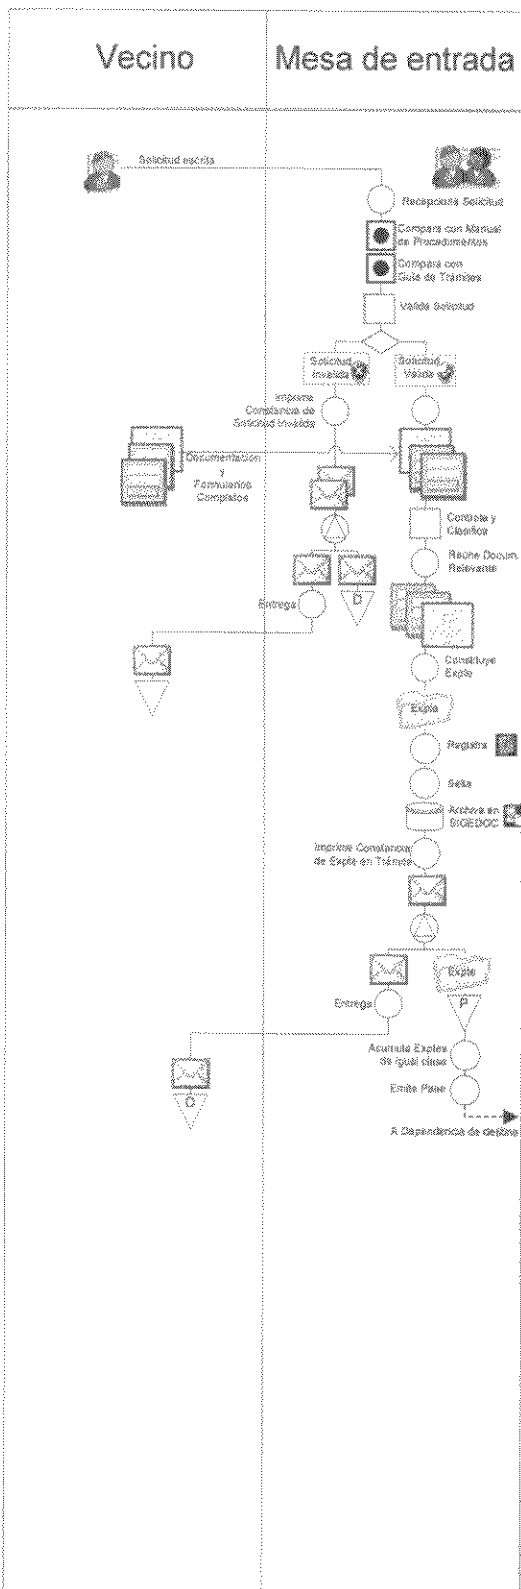 Vecino
Mesa de entrada
Solicitud escrita
Recepciona Solicitud
Compara con Manual
de Procedimientos
Compara con
Guía de Trámites
Valida Solicitud
Solicitud
Inválida
Solicitud
Válida
Imprime
Constancia de
Solicitud Inválida
Documentación
y
Formularios
Completos
Controla y
Clasifica
Reúne Docum.
Relevante
Entrega
D
Construye
Expte
Expte
Registra
Sella
Archiva en
SIGEDOC
Imprime Constancia
de Expte en Trámite
Expte
P
Entrega
Acumula Exptes
de igual clase
Emite Pase
D
A Dependencia de destino